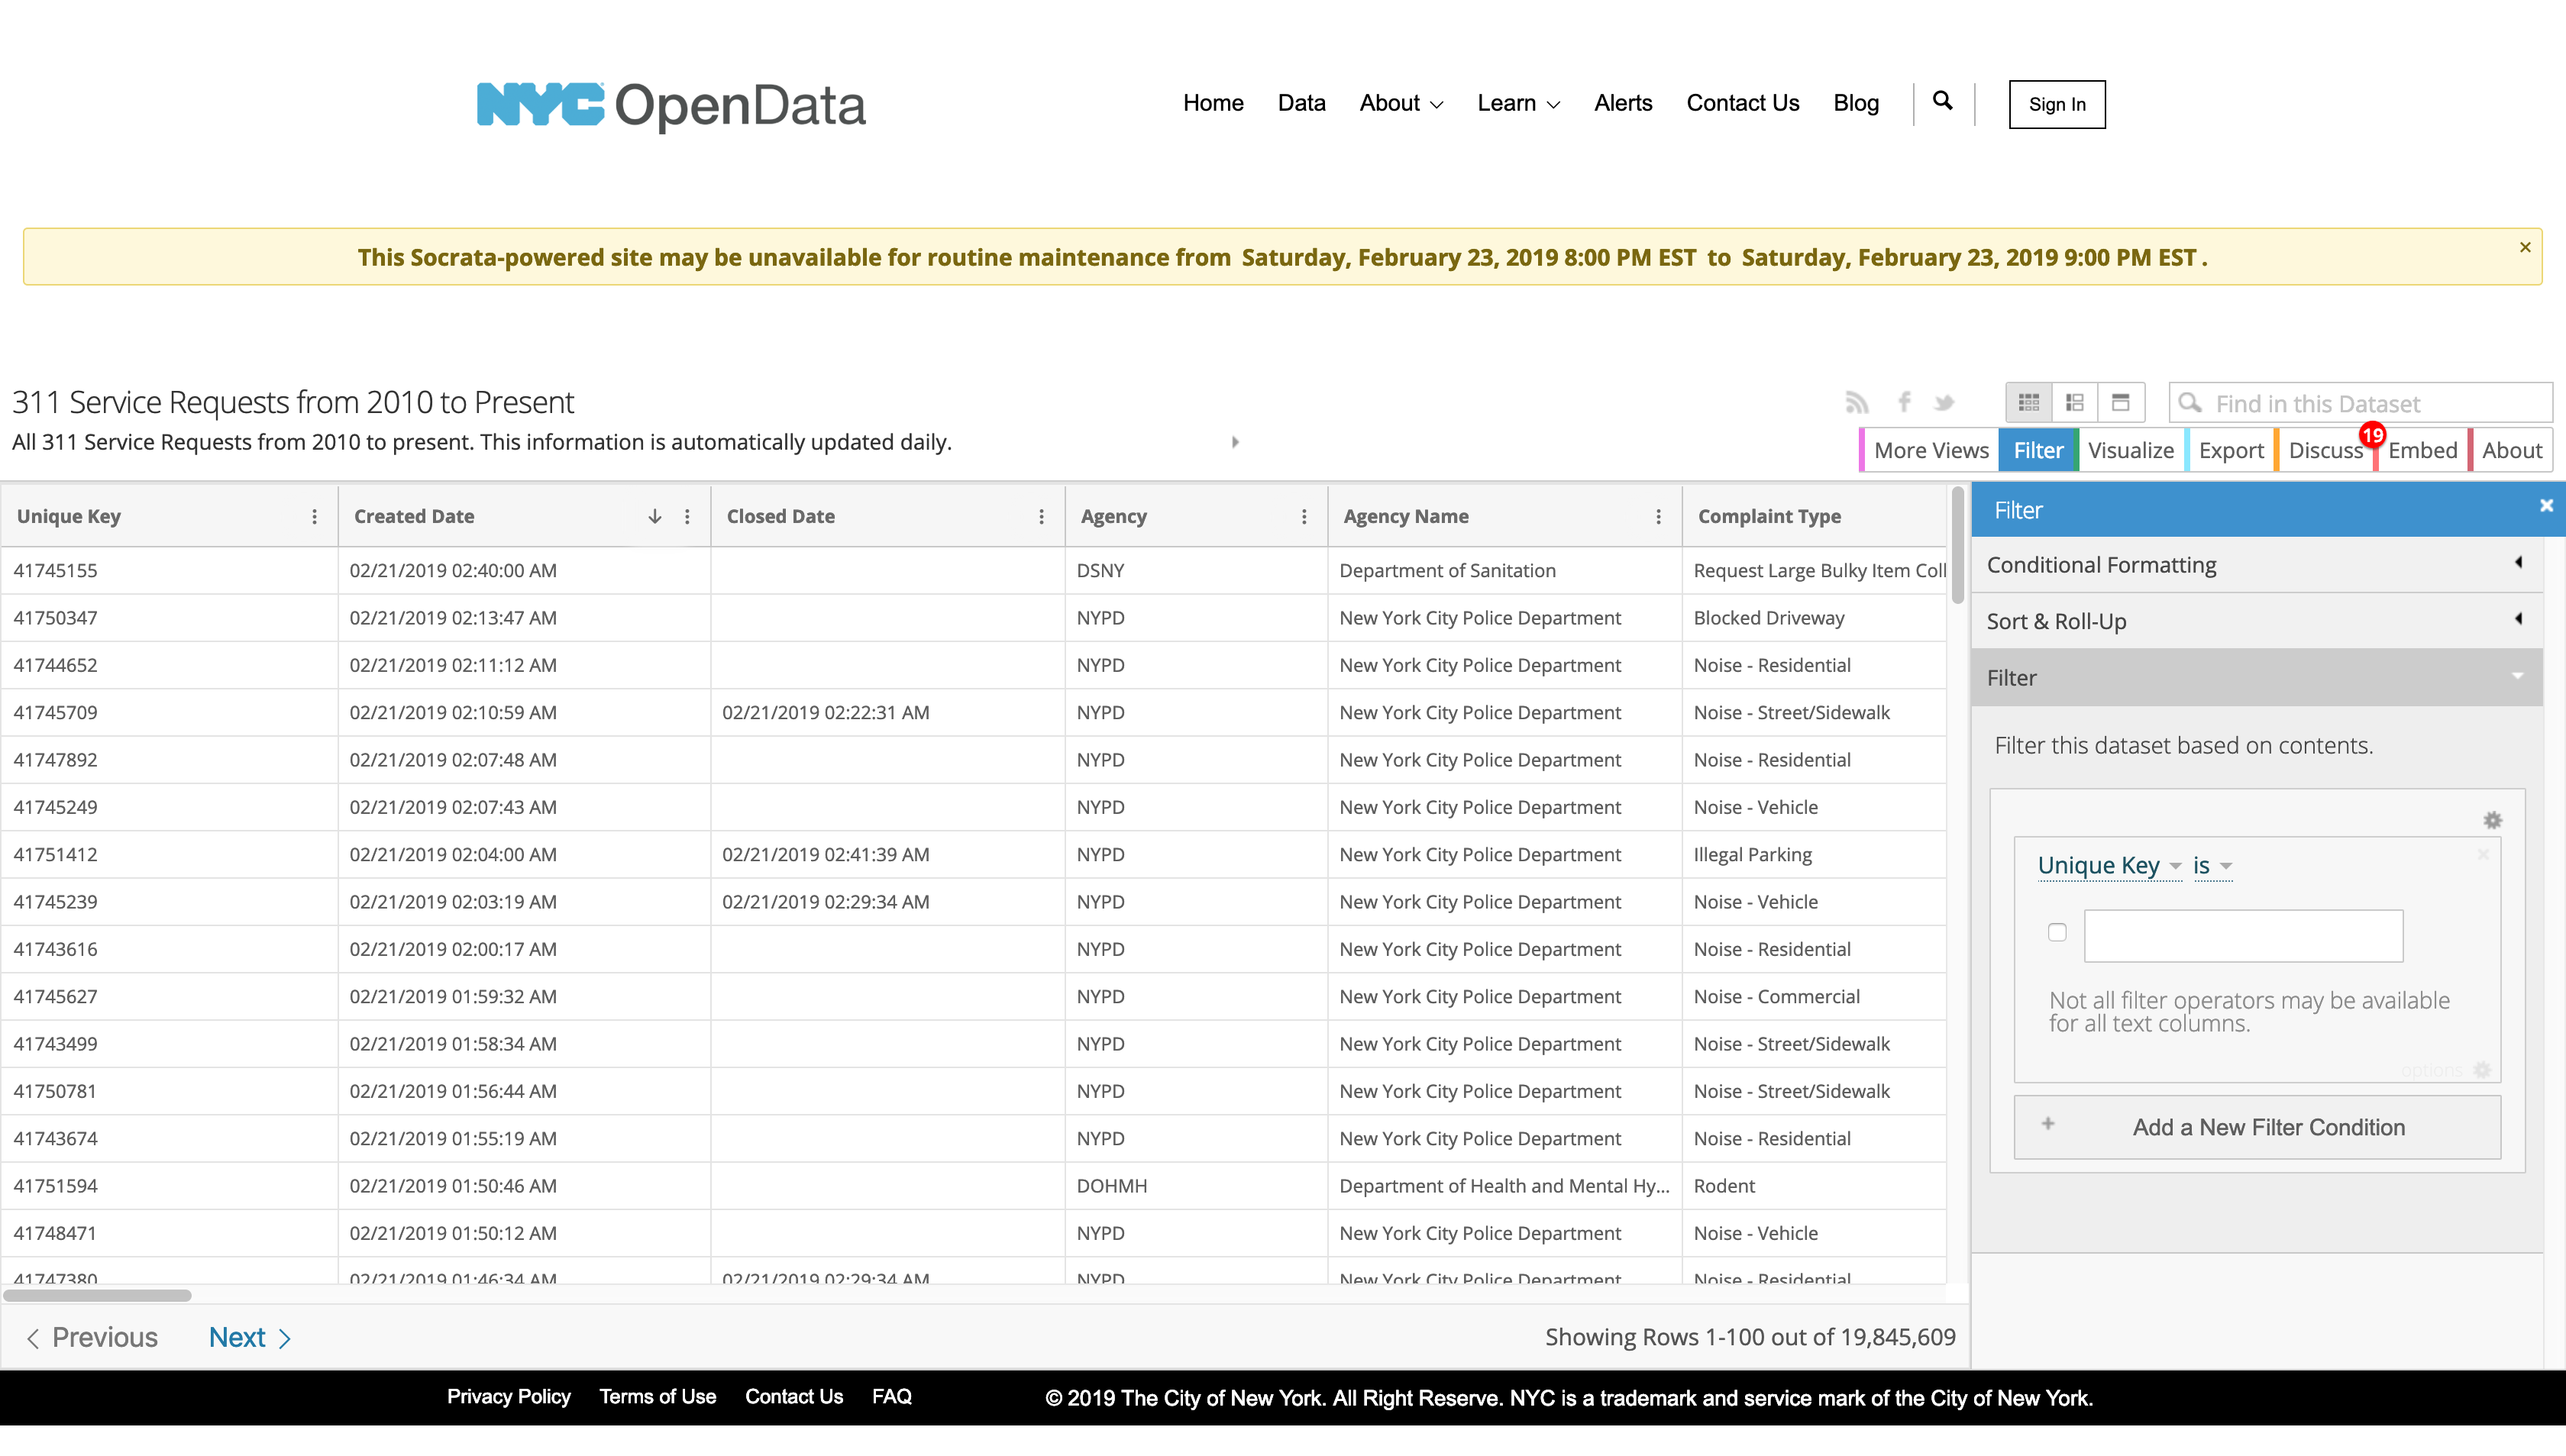 NYC OpenData
Home Data About Learn Alerts Contact Us Blog Sign In
This Socrata-powered site may be unavailable for routine maintenance from Saturday, February 23, 2019 8:00 PM EST to Saturday, February 23, 2019 9:00 PM EST.
311 Service Requests from 2010 to Present
Find in this Dataset
All 311 Service Requests from 2010 to present. This information is automatically updated daily.
More Views Filter Visualize Export Discuss 19 Embed About
Unique Key Created Date Closed Date Agency Agency Name Complaint Type
41745155 02/21/2019 02:40:00 AM DSNY Department of Sanitation Request Large Bulky Item Coll
41750347 02/21/2019 02:13:47 AM NYPD New York City Police Department Blocked Driveway
41744652 02/21/2019 02:11:12 AM NYPD New York City Police Department Noise - Residential
41745709 02/21/2019 02:10:59 AM 02/21/2019 02:22:31 AM NYPD New York City Police Department Noise - Street/Sidewalk
41747892 02/21/2019 02:07:48 AM NYPD New York City Police Department Noise - Residential
41745249 02/21/2019 02:07:43 AM NYPD New York City Police Department Noise - Vehicle
41751412 02/21/2019 02:04:00 AM 02/21/2019 02:41:39 AM NYPD New York City Police Department Illegal Parking
41745239 02/21/2019 02:03:19 AM 02/21/2019 02:29:34 AM NYPD New York City Police Department Noise - Vehicle
41743616 02/21/2019 02:00:17 AM NYPD New York City Police Department Noise - Residential
41745627 02/21/2019 01:59:32 AM NYPD New York City Police Department Noise - Commercial
41743499 02/21/2019 01:58:34 AM NYPD New York City Police Department Noise - Street/Sidewalk
41750781 02/21/2019 01:56:44 AM NYPD New York City Police Department Noise - Street/Sidewalk
41743674 02/21/2019 01:55:19 AM NYPD New York City Police Department Noise - Residential
41751594 02/21/2019 01:50:46 AM DOHMH Department of Health and Mental Hy... Rodent
41748471 02/21/2019 01:50:12 AM NYPD New York City Police Department Noise - Vehicle
41747380 02/21/2019 01:46:34 AM 02/21/2019 02:29:34 AM NYPD New York City Police Department Noise - Residential
Previous Next Showing Rows 1-100 out of 19,845,609
Filter
Conditional Formatting
Sort & Roll-Up
Filter
Filter this dataset based on contents.
Unique Key is
Not all filter operators may be available
for all text columns.
options
+ Add a New Filter Condition
Privacy Policy Terms of Use Contact Us FAQ © 2019 The City of New York. All Right Reserve. NYC is a trademark and service mark of the City of New York.